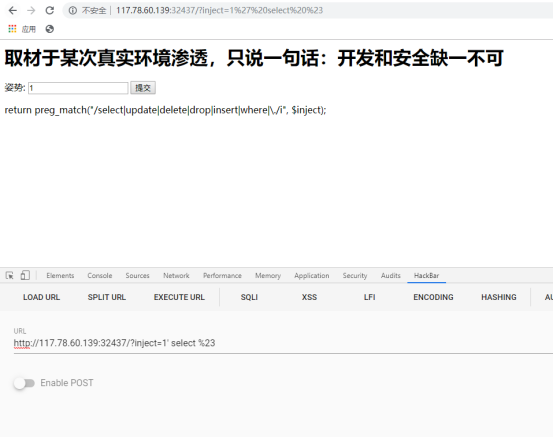 不安全 | 117.78.60.139:32437/?inject=1%27%20select%20%23
应用
取材于某次真实环境渗透，只说一句话：开发和安全缺一不可
姿势: 1 提交
return preg_match("/select|update|delete|drop|insert|where|\./i", $inject);
Elements Console Sources Network Performance Memory Application Security Audits HackBar
LOAD URL SPLIT URL EXECUTE URL SQLI XSS LFI ENCODING HASHING AU
URL
http://117.78.60.139:32437/?inject=1' select %23
Enable POST